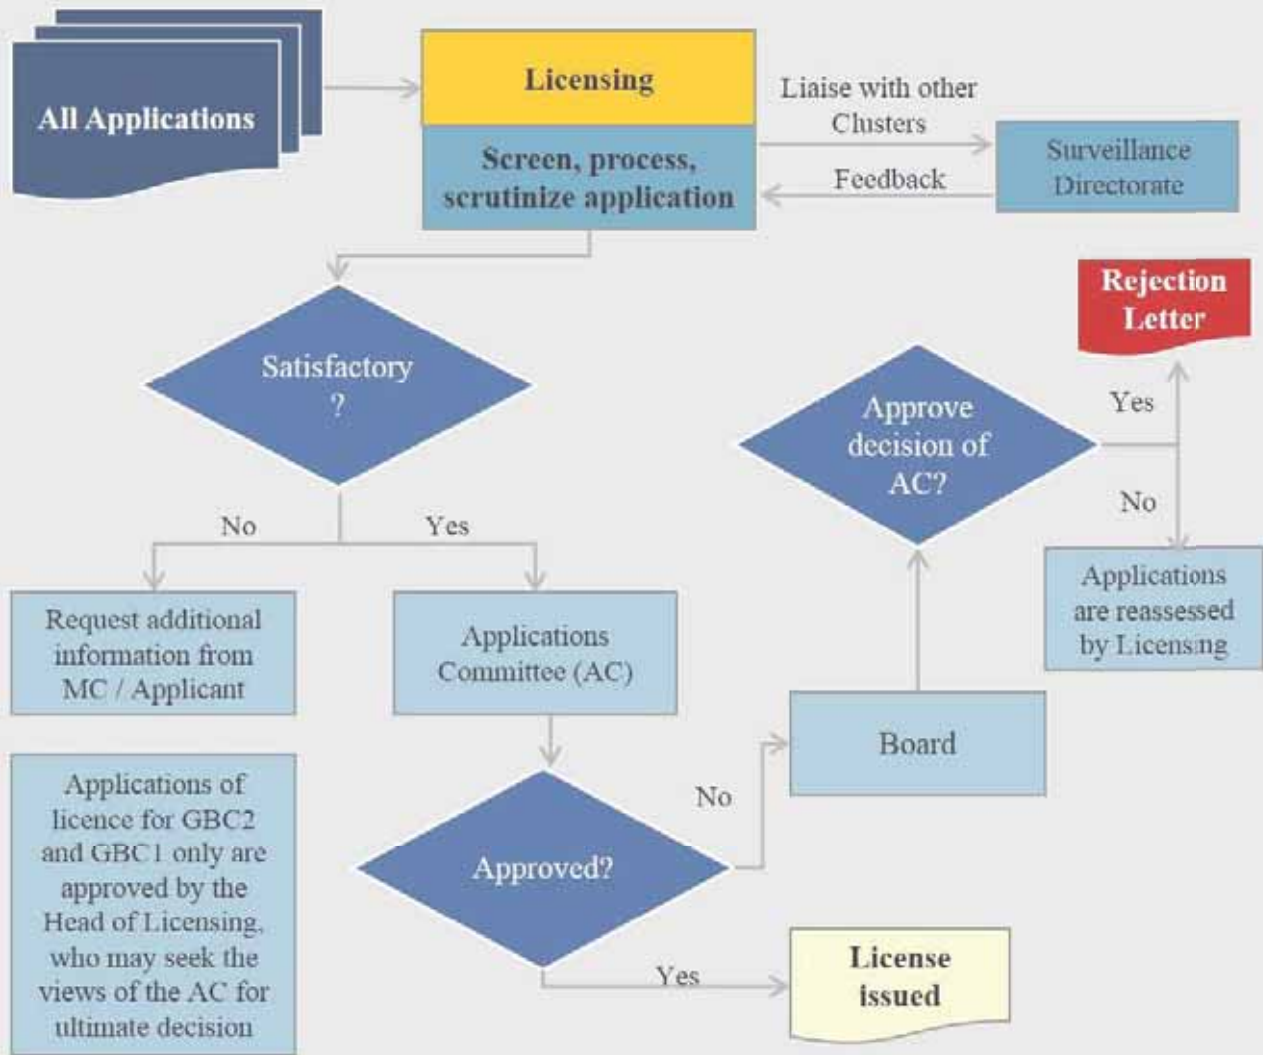 All Applications
Licensing
Screen, process,
scrutinize application
Liaise with other
Clusters
Feedback
Surveillance
Directorate
Rejection
Letter
Satisfactory
?
Approve
decision of
AC?
Yes
No
No
Yes
Applications
are reassessed
by Licensing
Request additional
information from
MC / Applicant
Applications
Committee (AC)
Board
No
Applications of
licence for GBC2
and GBC1 only are
approved by the
Head of Licensing,
who may seek the
views of the AC for
ultimate decision
Approved?
Yes
License
issued